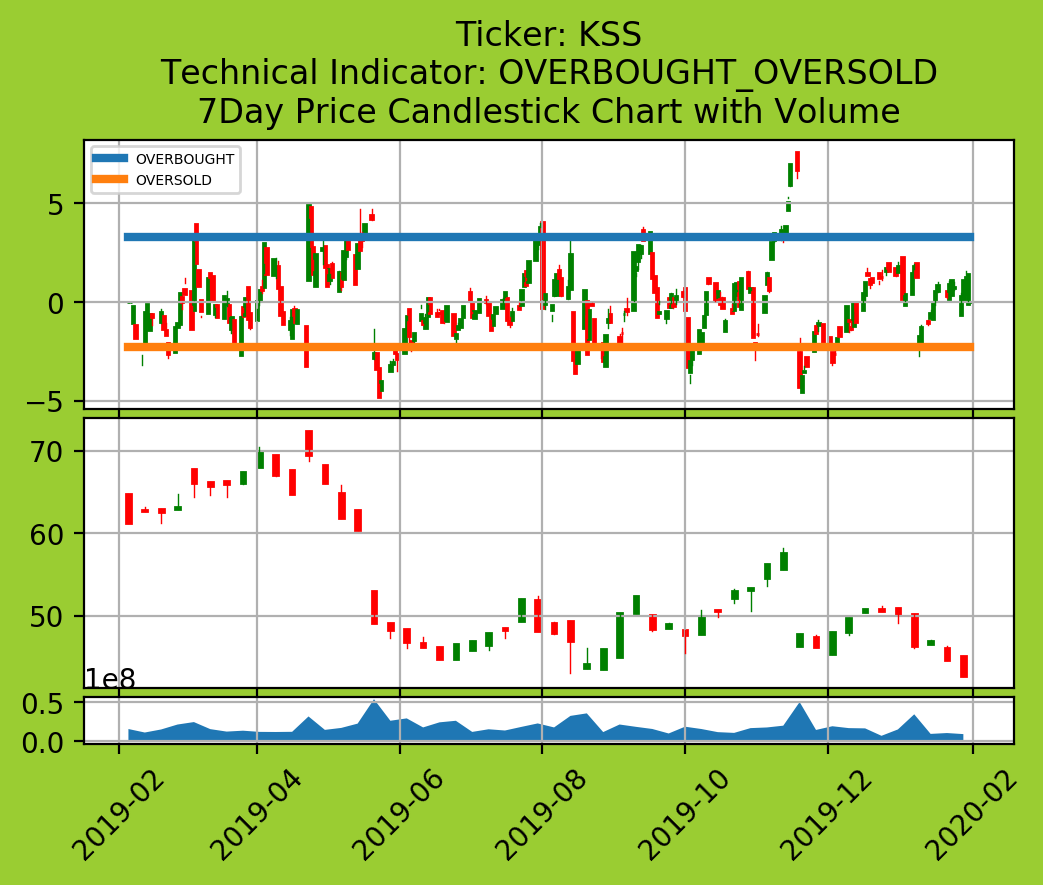 Ticker: KSS
Technical Indicator: OVERBOUGHT_OVERSOLD
7Day Price Candlestick Chart with Volume
OVERBOUGHT
OVERSOLD
5
0
−5
70
60
50
1e8
0.5
0.0
2019-02
2019-04
2019-06
2019-08
2019-10
2019-12
2020-02